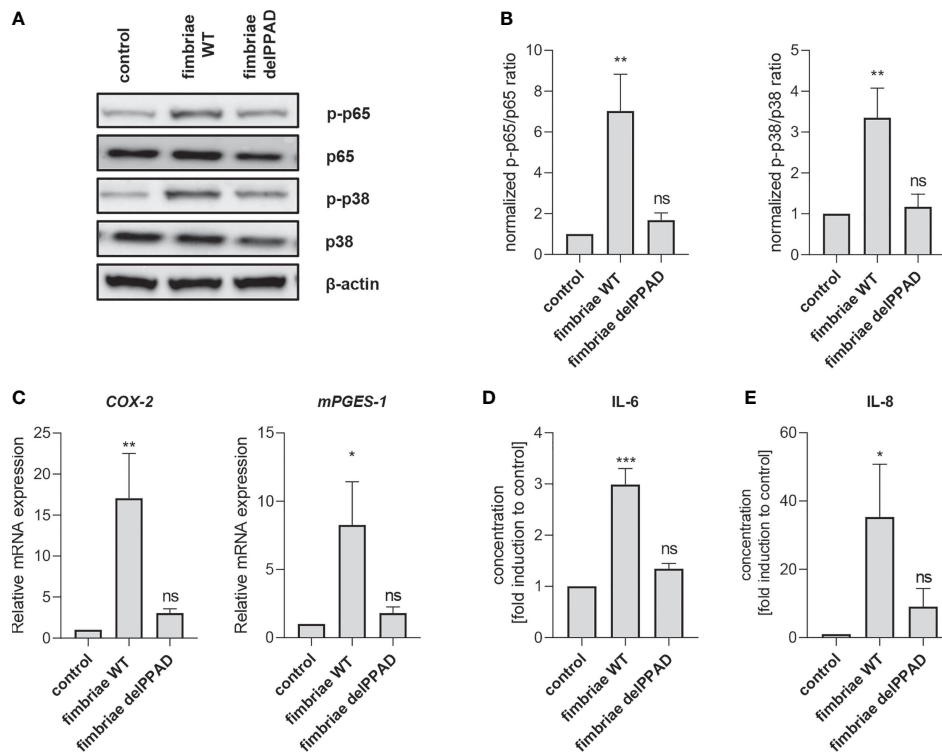 A
control
fimbriae
WT
fimbriae
delPPAD
p-p65
p65
p-p38
p38
β-actin
B
normalized p-p65/p65 ratio
10
8
6
4
2
0
**
ns
control
fimbriae WT
fimbriae delPPAD
normalized p-p38/p38 ratio
5
4
3
2
1
0
**
ns
control
fimbriae WT
fimbriae delPPAD
C
COX-2
Relative mRNA expression
25
20
15
10
5
0
**
ns
control
fimbriae WT
fimbriae delPPAD
mPGES-1
Relative mRNA expression
15
10
5
0
*
ns
control
fimbriae WT
fimbriae delPPAD
D
IL-6
concentration
[fold induction to control]
4
3
2
1
0
***
ns
control
fimbriae WT
fimbriae delPPAD
E
IL-8
concentration
[fold induction to control]
60
40
20
0
*
ns
control
fimbriae WT
fimbriae delPPAD